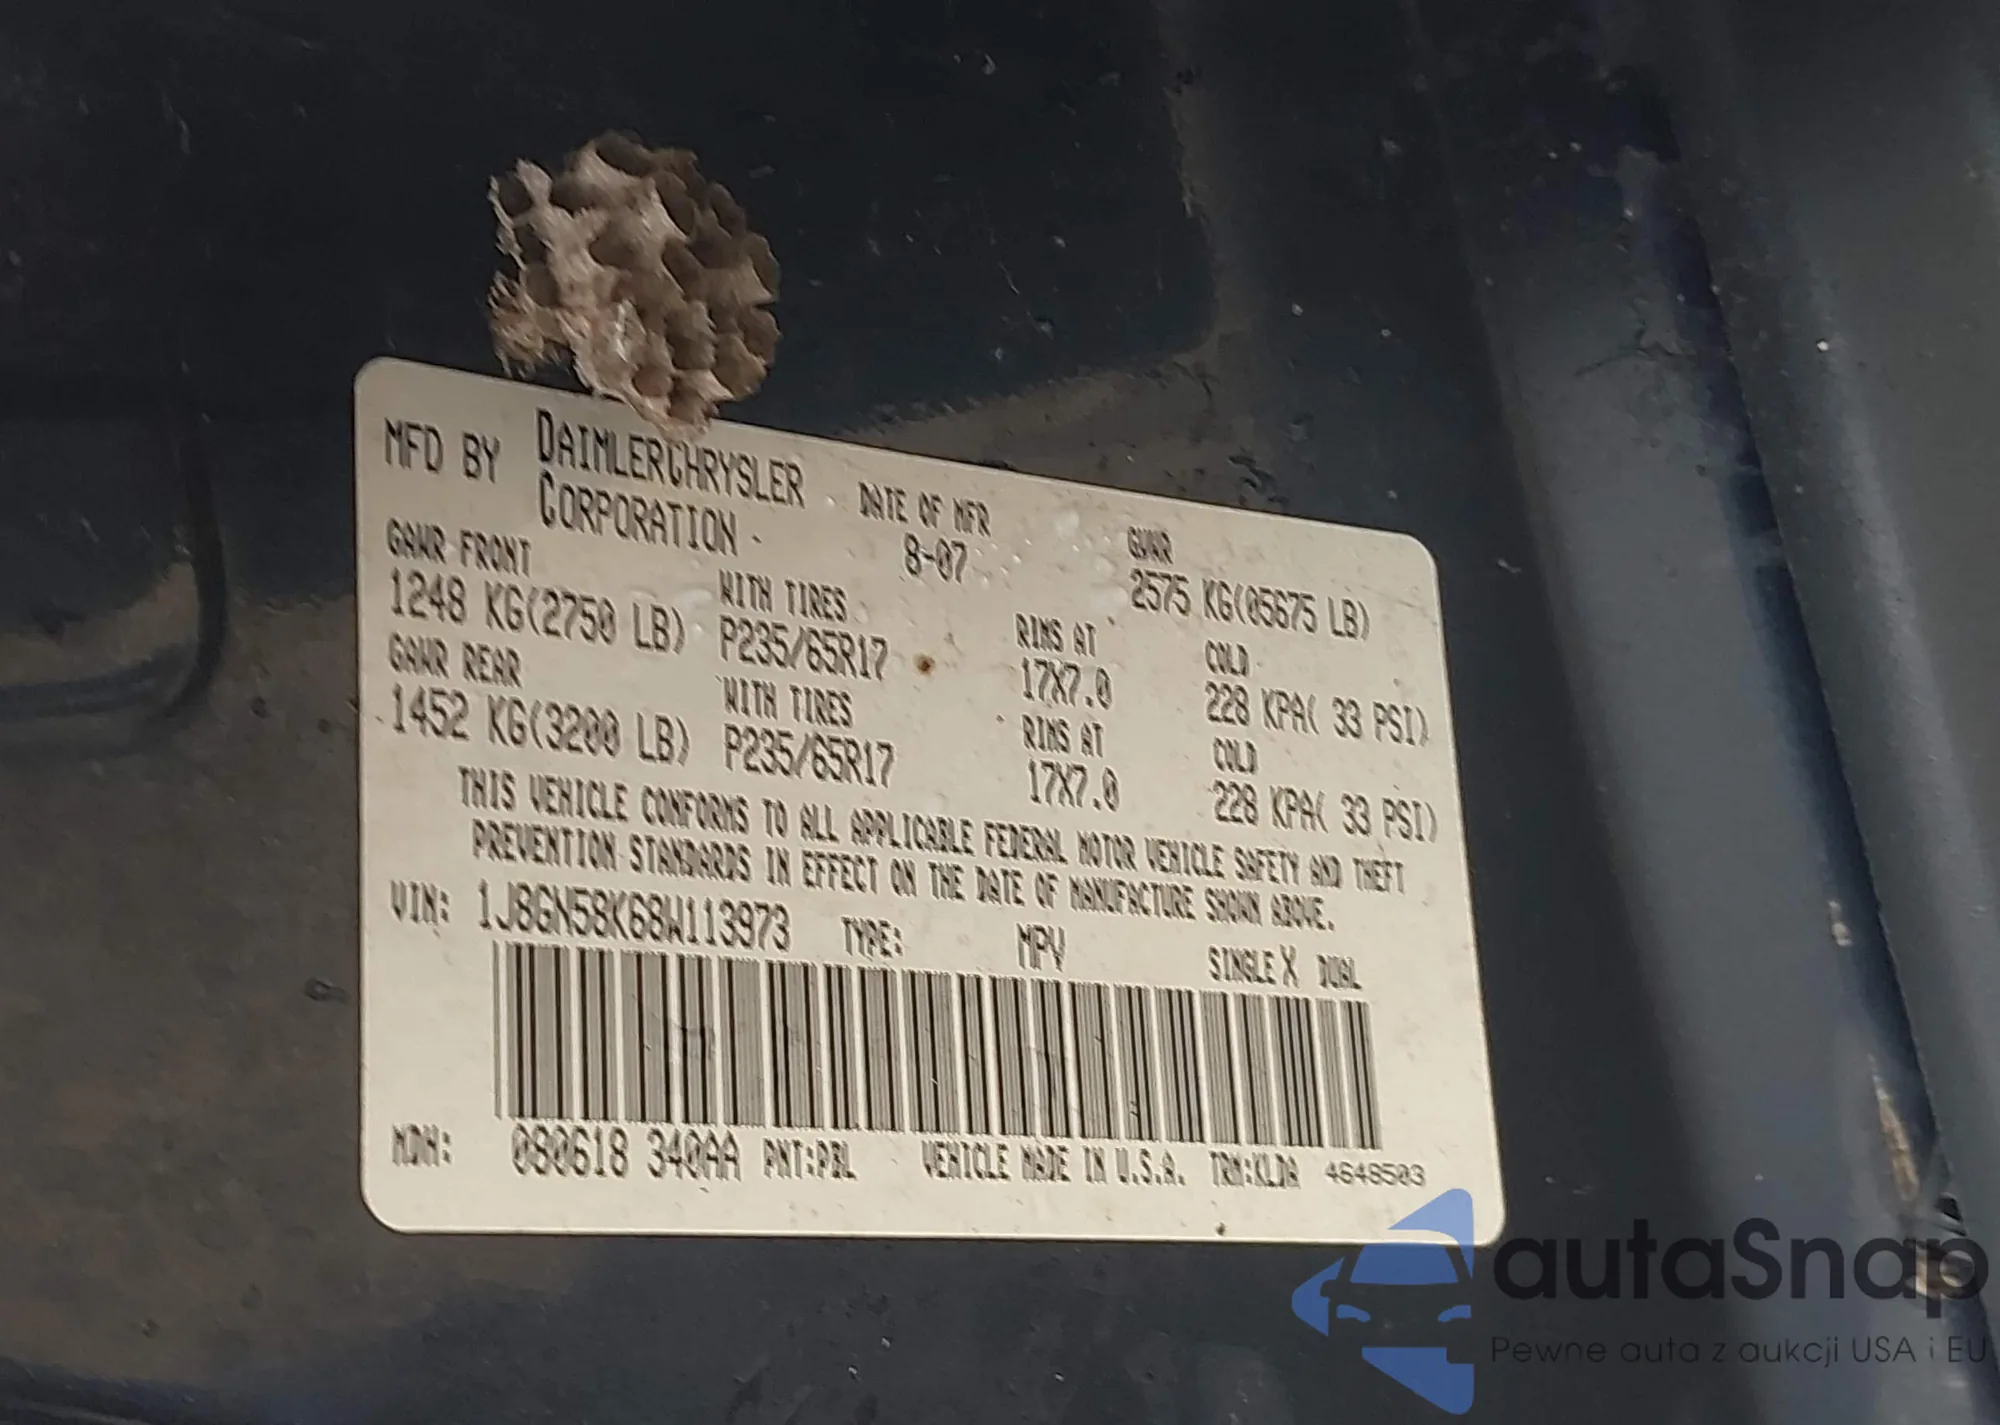 MFD BY DAIMLERCHRYSLER CORPORATION
DATE OF MFR 8-07
GVWR 2575 KG(05675 LB)
GAWR FRONT WITH TIRES RIMS AT COLD
1248 KG(2750 LB) P235/65R17 17X7.0 228 KPA( 33 PSI)
GAWR REAR WITH TIRES RIMS AT COLD
1452 KG(3200 LB) P235/65R17 17X7.0 228 KPA( 33 PSI)
THIS VEHICLE CONFORMS TO ALL APPLICABLE FEDERAL MOTOR VEHICLE SAFETY AND THEFT
PREVENTION STANDARDS IN EFFECT ON THE DATE OF MANUFACTURE SHOWN ABOVE.
VIN: 1J8GN58K68W113973 TYPE: MPV SINGLE X DUAL
MDH: 080618 340AA PNT:PBL VEHICLE MADE IN U.S.A. TRM:KLDA 4648503
autaSnap
Pewne auta z aukcji USA i EU